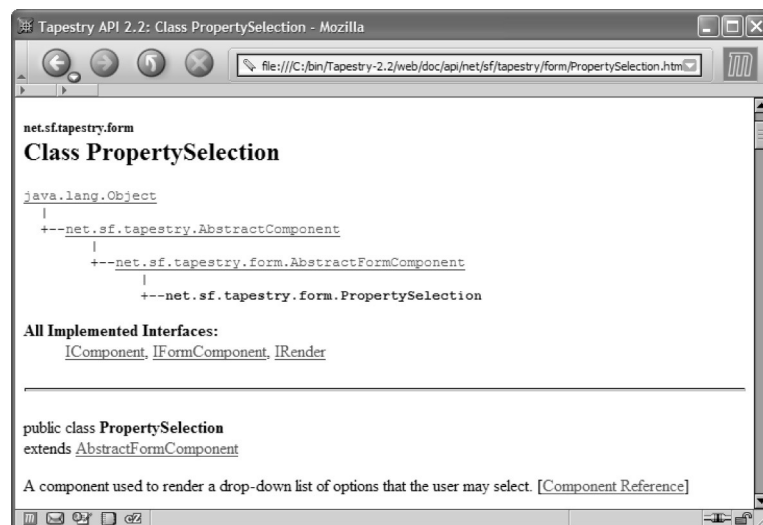 Tapestry API 2.2: Class PropertySelection - Mozilla
file:///C:/bin/Tapestry-2.2/web/doc/api/net/sf/tapestry/form/PropertySelection.htm
net.sf.tapestry.form
Class PropertySelection
java.lang.Object
|
+--net.sf.tapestry.AbstractComponent
|
+--net.sf.tapestry.form.AbstractFormComponent
|
+--net.sf.tapestry.form.PropertySelection
All Implemented Interfaces:
IComponent, IFormComponent, IRender
public class PropertySelection
extends AbstractFormComponent
A component used to render a drop-down list of options that the user may select. [Component Reference]